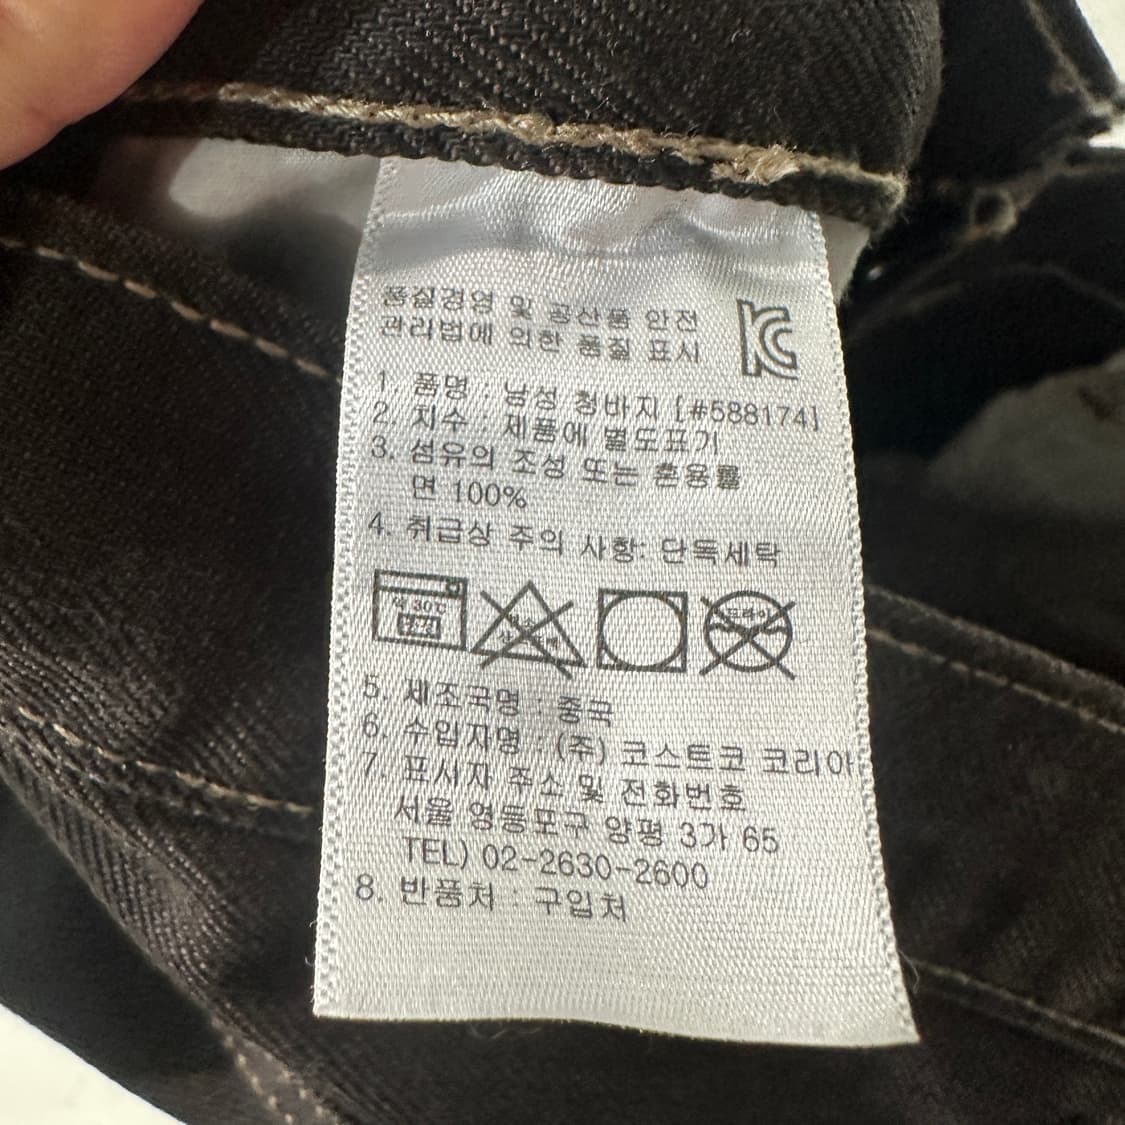 품질경영 및 공산품 안전
관리법에 의한 품질 표시
1. 품명 : 남성 청바지 [#588174]
2. 치수 : 제품에 별도표기
3. 섬유의 조성 또는 혼용률
면 100%
4. 취급상 주의 사항: 단독세탁
약 30℃
중성
드라이
5. 제조국명 : 중국
6. 수입자명 : (주) 코스트코 코리아
7. 표시자 주소 및 전화번호
서울 영등포구 양평 3가 65
TEL) 02-2630-2600
8. 반품처 : 구입처